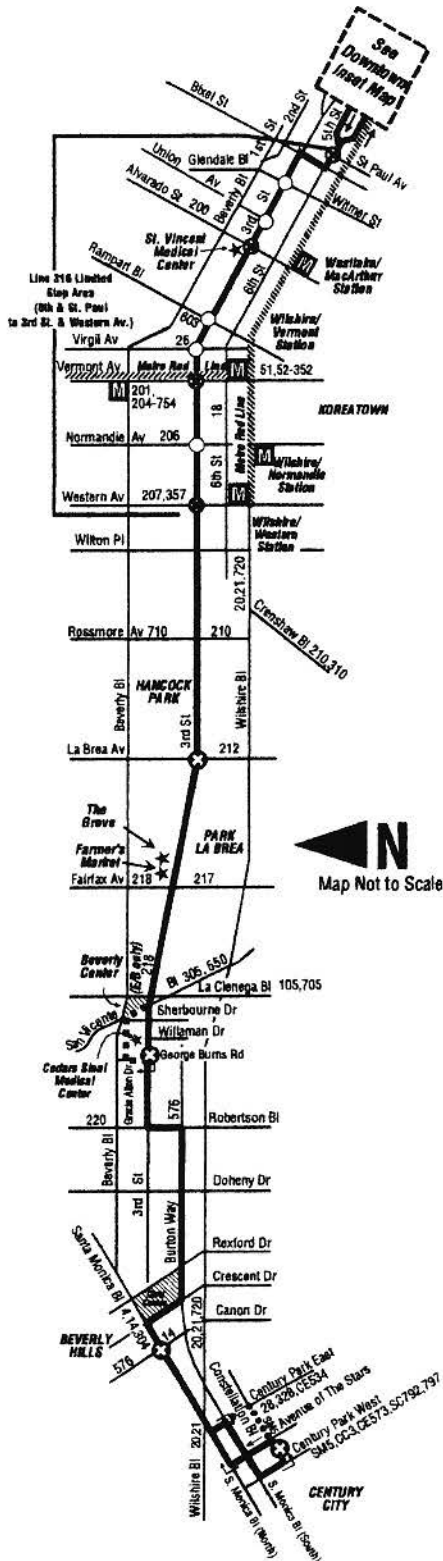 See
Downtown
Inset Map
Bixel St
1st St
2nd St
5th St
St Paul Av
Union
Av
Glendale Bl
Beverly Bl
3rd St
Witmer St
Alvarado St 200
St. Vincent
Medical
Center
6th St
M
Westlake/
MacArthur
Station
Rampart Bl
603
Line 316 Limited
Stop Area
(6th & St. Paul
to 3rd St. & Western Av.)
Wilshire/
Vermont
Station
Virgil Av
26
Vermont Av
Metro Red Line
M
51,52-352
M
201,
204-754
18
KOREATOWN
Normandie Av 206
6th St
Metro Red Line
M
Wilshire/
Normandie
Station
Western Av
207,357
M
Wilshire/
Western
Station
Wilton Pl
20,21,720
Crenshaw Bl 210,310
Rossmore Av 710
210
Beverly Bl
HANCOCK
PARK
3rd St
Wilshire Bl
La Brea Av
212
The
Grove
Farmer's
Market
PARK
LA BREA
N
Map Not to Scale
Fairfax Av 218
217
Beverly
Center
(E/B only)
218
Bl 305, 550
La Cienega Bl 105,705
San Vicente
Sherbourne Dr
Willaman Dr
Cedars Sinai
Medical
Center
George Burns Rd
Gracie Allen Dr
576
220
Robertson Bl
Beverly Bl
3rd St
Doheny Dr
Burton Way
Rexford Dr
Santa Monica Bl
4,14,304
Crescent Dr
20,21,720
Canon Dr
BEVERLY
HILLS
14
576
Century Park East
28,328,CE534
Constellation Bl
Avenue of The Stars
Century Park West
SM5,CC3,CE573,SC792,797
20,21
Wilshire Bl
S. Monica Bl (North)
S. Monica Bl (South)
CENTURY
CITY